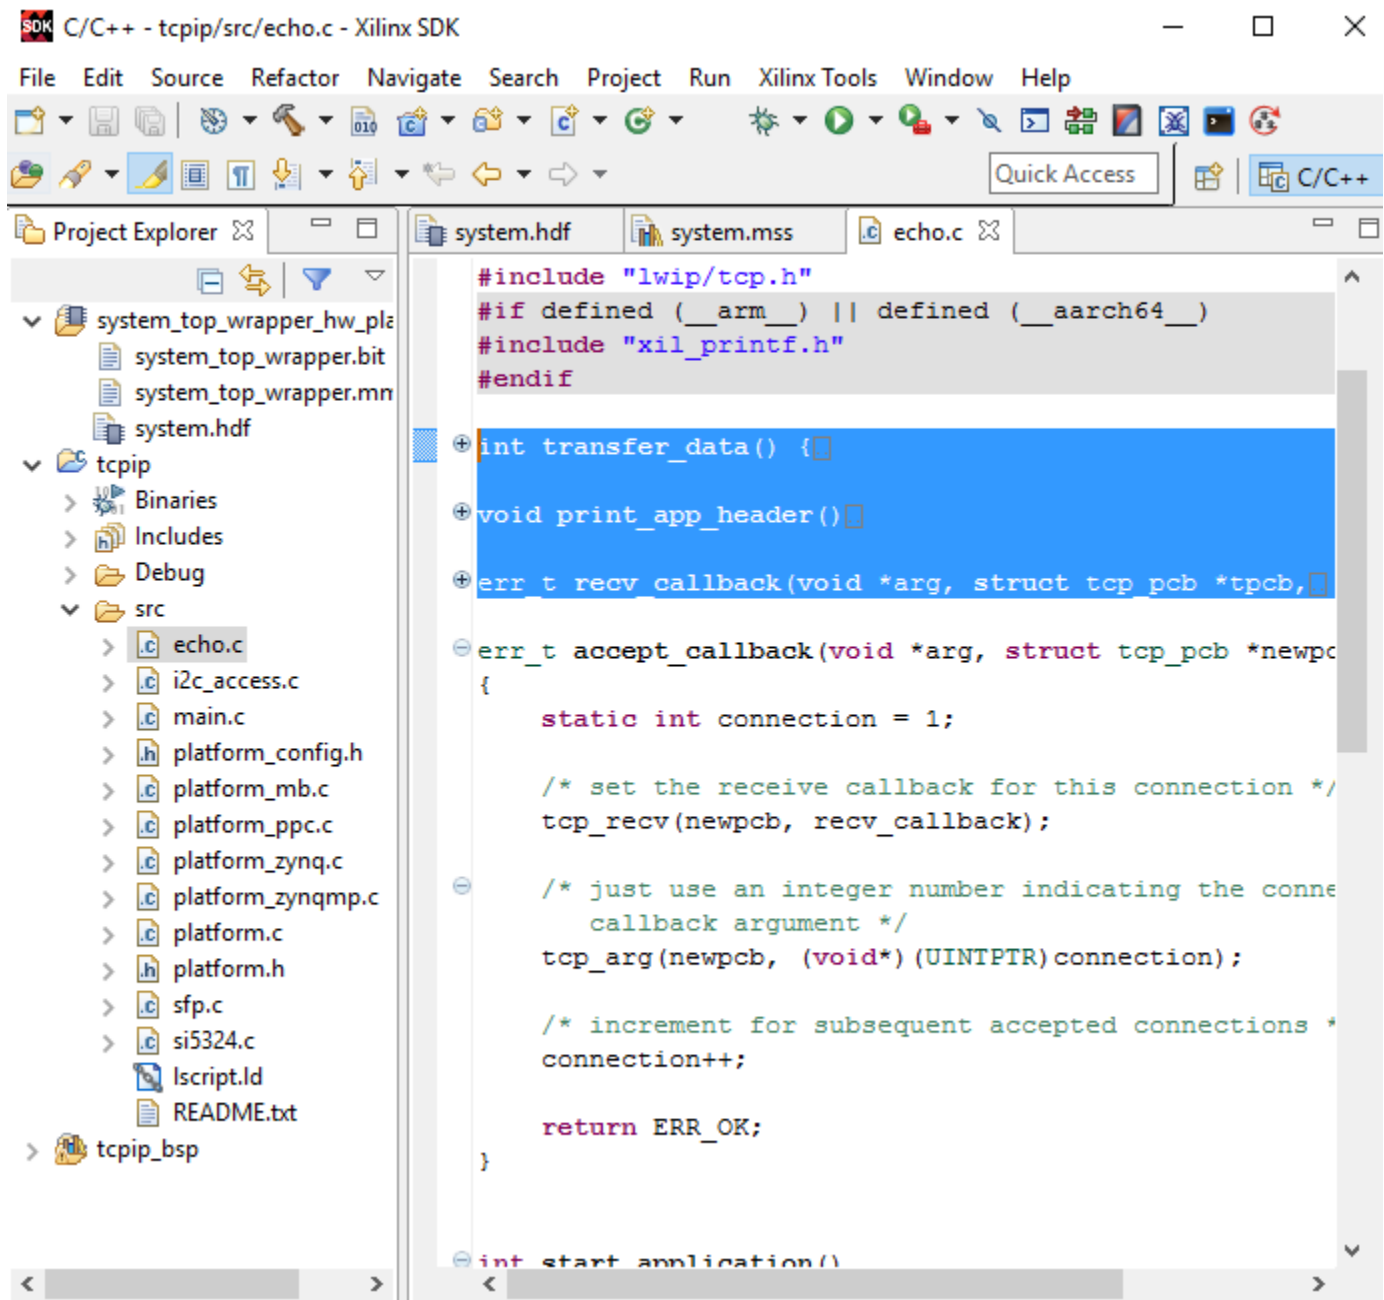 SDK C/C++ - tcpip/src/echo.c - Xilinx SDK
File Edit Source Refactor Navigate Search Project Run Xilinx Tools Window Help
010
Quick Access C/C++
Project Explorer
system.hdf system.mss echo.c
system_top_wrapper_hw_pla
system_top_wrapper.bit
system_top_wrapper.mm
system.hdf
tcpip
Binaries
Includes
Debug
src
echo.c
i2c_access.c
main.c
platform_config.h
platform_mb.c
platform_ppc.c
platform_zynq.c
platform_zynqmp.c
platform.c
platform.h
sfp.c
si5324.c
lscript.ld
README.txt
tcpip_bsp
#include "lwip/tcp.h"
#if defined (__arm__) || defined (__aarch64__)
#include "xil_printf.h"
#endif
int transfer_data() {
void print_app_header()
err_t recv_callback(void *arg, struct tcp_pcb *tpcb,
err_t accept_callback(void *arg, struct tcp_pcb *newpc
{
static int connection = 1;
/* set the receive callback for this connection */
tcp_recv(newpcb, recv_callback);
/* just use an integer number indicating the conne
callback argument */
tcp_arg(newpcb, (void*)(UINTPTR)connection);
/* increment for subsequent accepted connections *
connection++;
return ERR_OK;
}
int start_application()